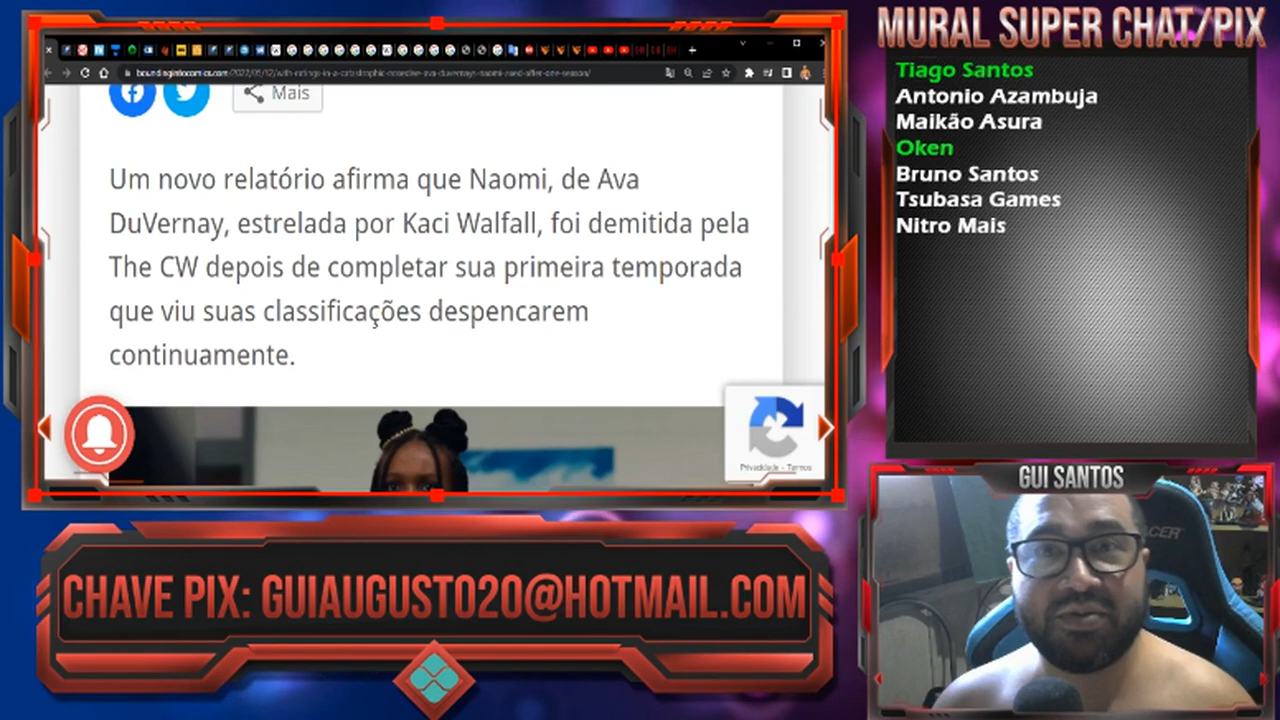 MURAL SUPER CHAT/PIX
Tiago Santos
Antonio Azambuja
Maikão Asura
Oken
Bruno Santos
Tsubasa Games
Nitro Mais
Mais
Um novo relatório afirma que Naomi, de Ava
DuVernay, estrelada por Kaci Walfall, foi demitida pela
The CW depois de completar sua primeira temporada
que viu suas classificações despencarem
continuamente.
Privacidade - Termos
GUI SANTOS
CHAVE PIX: GUIAUGUSTO20@HOTMAIL.COM